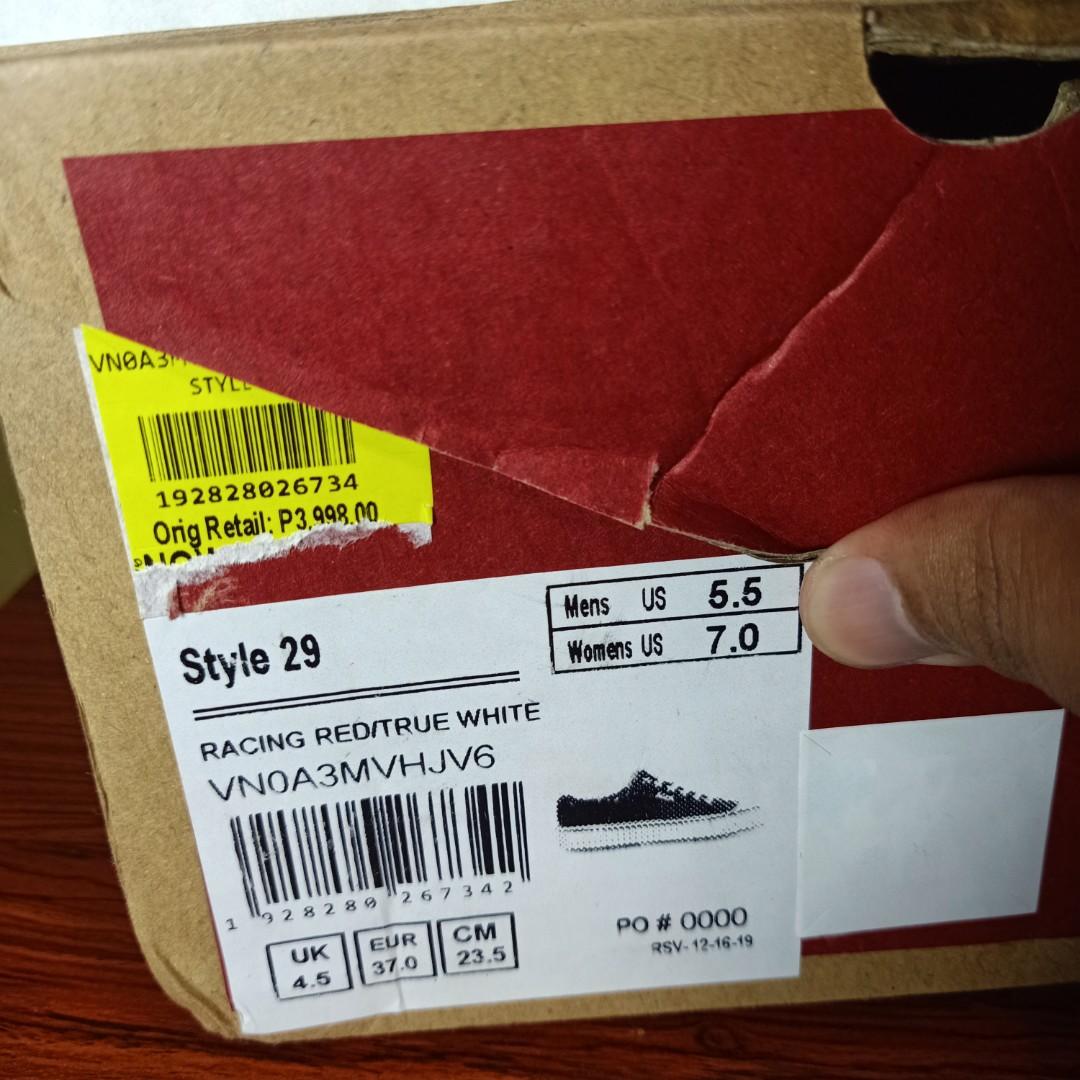 VN0A3M
STYLE
192828026734
Orig Retail: P3,998.00
Mens US 5.5
Womens US 7.0
Style 29
RACING RED/TRUE WHITE
VN0A3MVHJV6
1 928280 267342
UK 4.5
EUR 37.0
CM 23.5
PO # 0000
RSV- 12-16-19